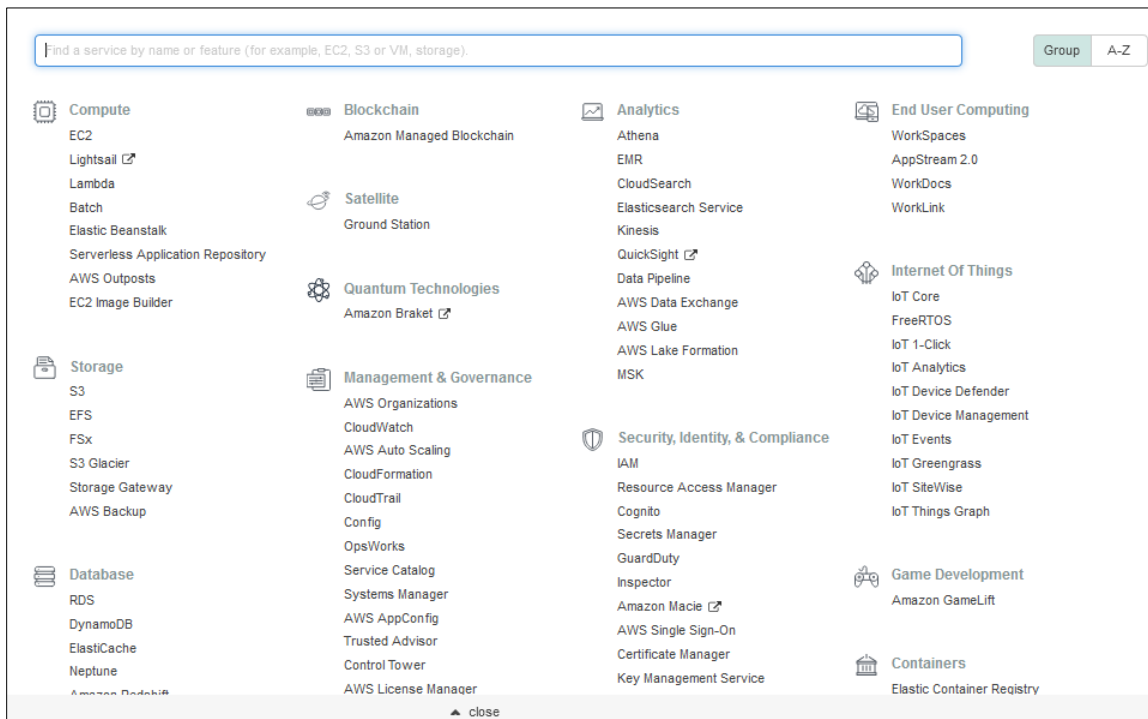 Find a service by name or feature (for example, EC2, S3 or VM, storage).
Group
A-Z
Compute
EC2
Lightsail
Lambda
Batch
Elastic Beanstalk
Serverless Application Repository
AWS Outposts
EC2 Image Builder
Storage
S3
EFS
FSx
S3 Glacier
Storage Gateway
AWS Backup
Database
RDS
DynamoDB
ElastiCache
Neptune
Amazon Redshift
Blockchain
Amazon Managed Blockchain
Satellite
Ground Station
Quantum Technologies
Amazon Braket
Management & Governance
AWS Organizations
CloudWatch
AWS Auto Scaling
CloudFormation
CloudTrail
Config
OpsWorks
Service Catalog
Systems Manager
AWS AppConfig
Trusted Advisor
Control Tower
AWS License Manager
Analytics
Athena
EMR
CloudSearch
Elasticsearch Service
Kinesis
QuickSight
Data Pipeline
AWS Data Exchange
AWS Glue
AWS Lake Formation
MSK
Security, Identity, & Compliance
IAM
Resource Access Manager
Cognito
Secrets Manager
GuardDuty
Inspector
Amazon Macie
AWS Single Sign-On
Certificate Manager
Key Management Service
End User Computing
WorkSpaces
AppStream 2.0
WorkDocs
WorkLink
Internet Of Things
IoT Core
FreeRTOS
IoT 1-Click
IoT Analytics
IoT Device Defender
IoT Device Management
IoT Events
IoT Greengrass
IoT SiteWise
IoT Things Graph
Game Development
Amazon GameLift
Containers
Elastic Container Registry
close